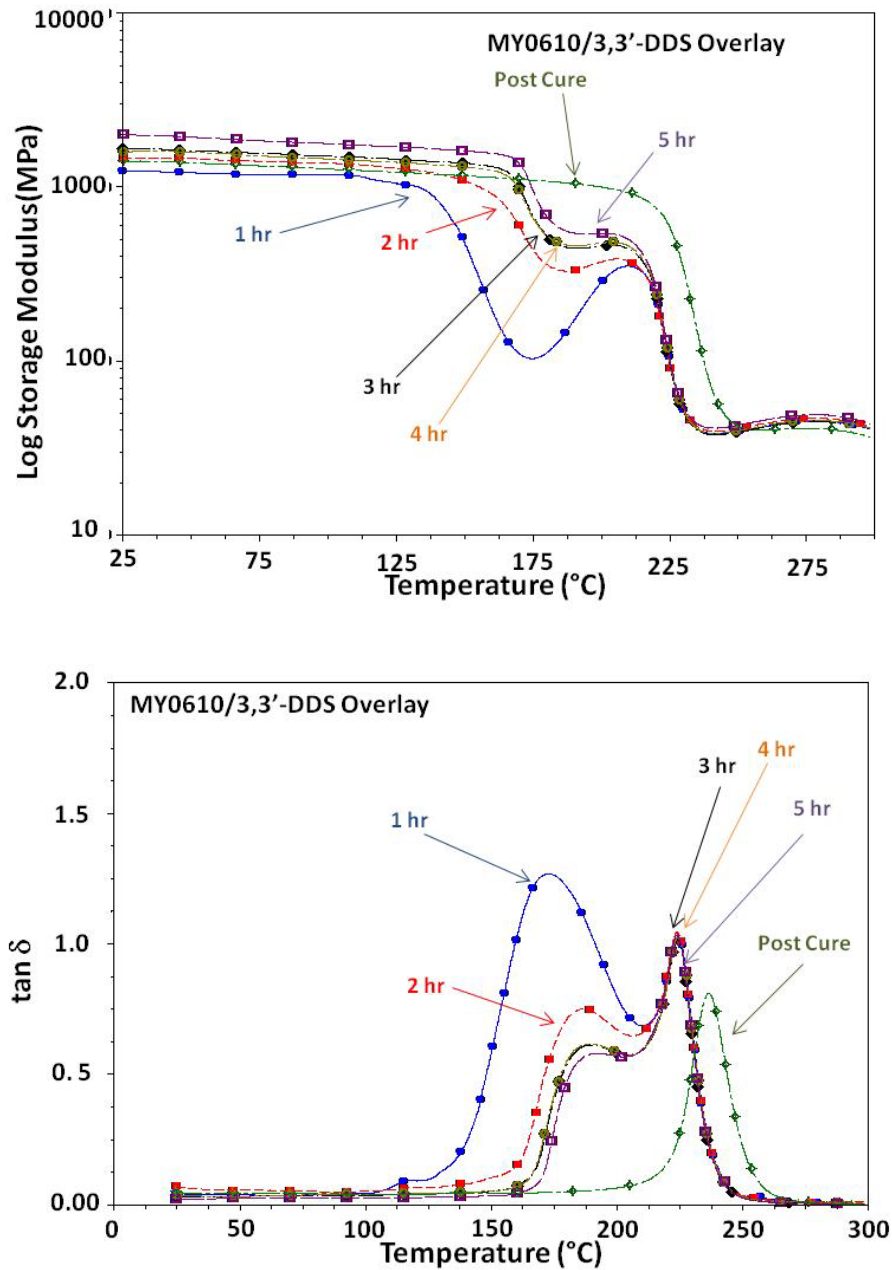 10000
MY0610/3,3’-DDS Overlay
Post Cure
5 hr
1000
1 hr
2 hr
100
3 hr
4 hr
10
Log Storage Modulus(MPa)
25 75 125 175 225 275
Temperature (°C)
2.0
MY0610/3,3’-DDS Overlay
4 hr
3 hr
1.5
1 hr
5 hr
1.0
Post Cure
2 hr
0.5
0.00
tan δ
0 50 100 150 200 250 300
Temperature (°C)